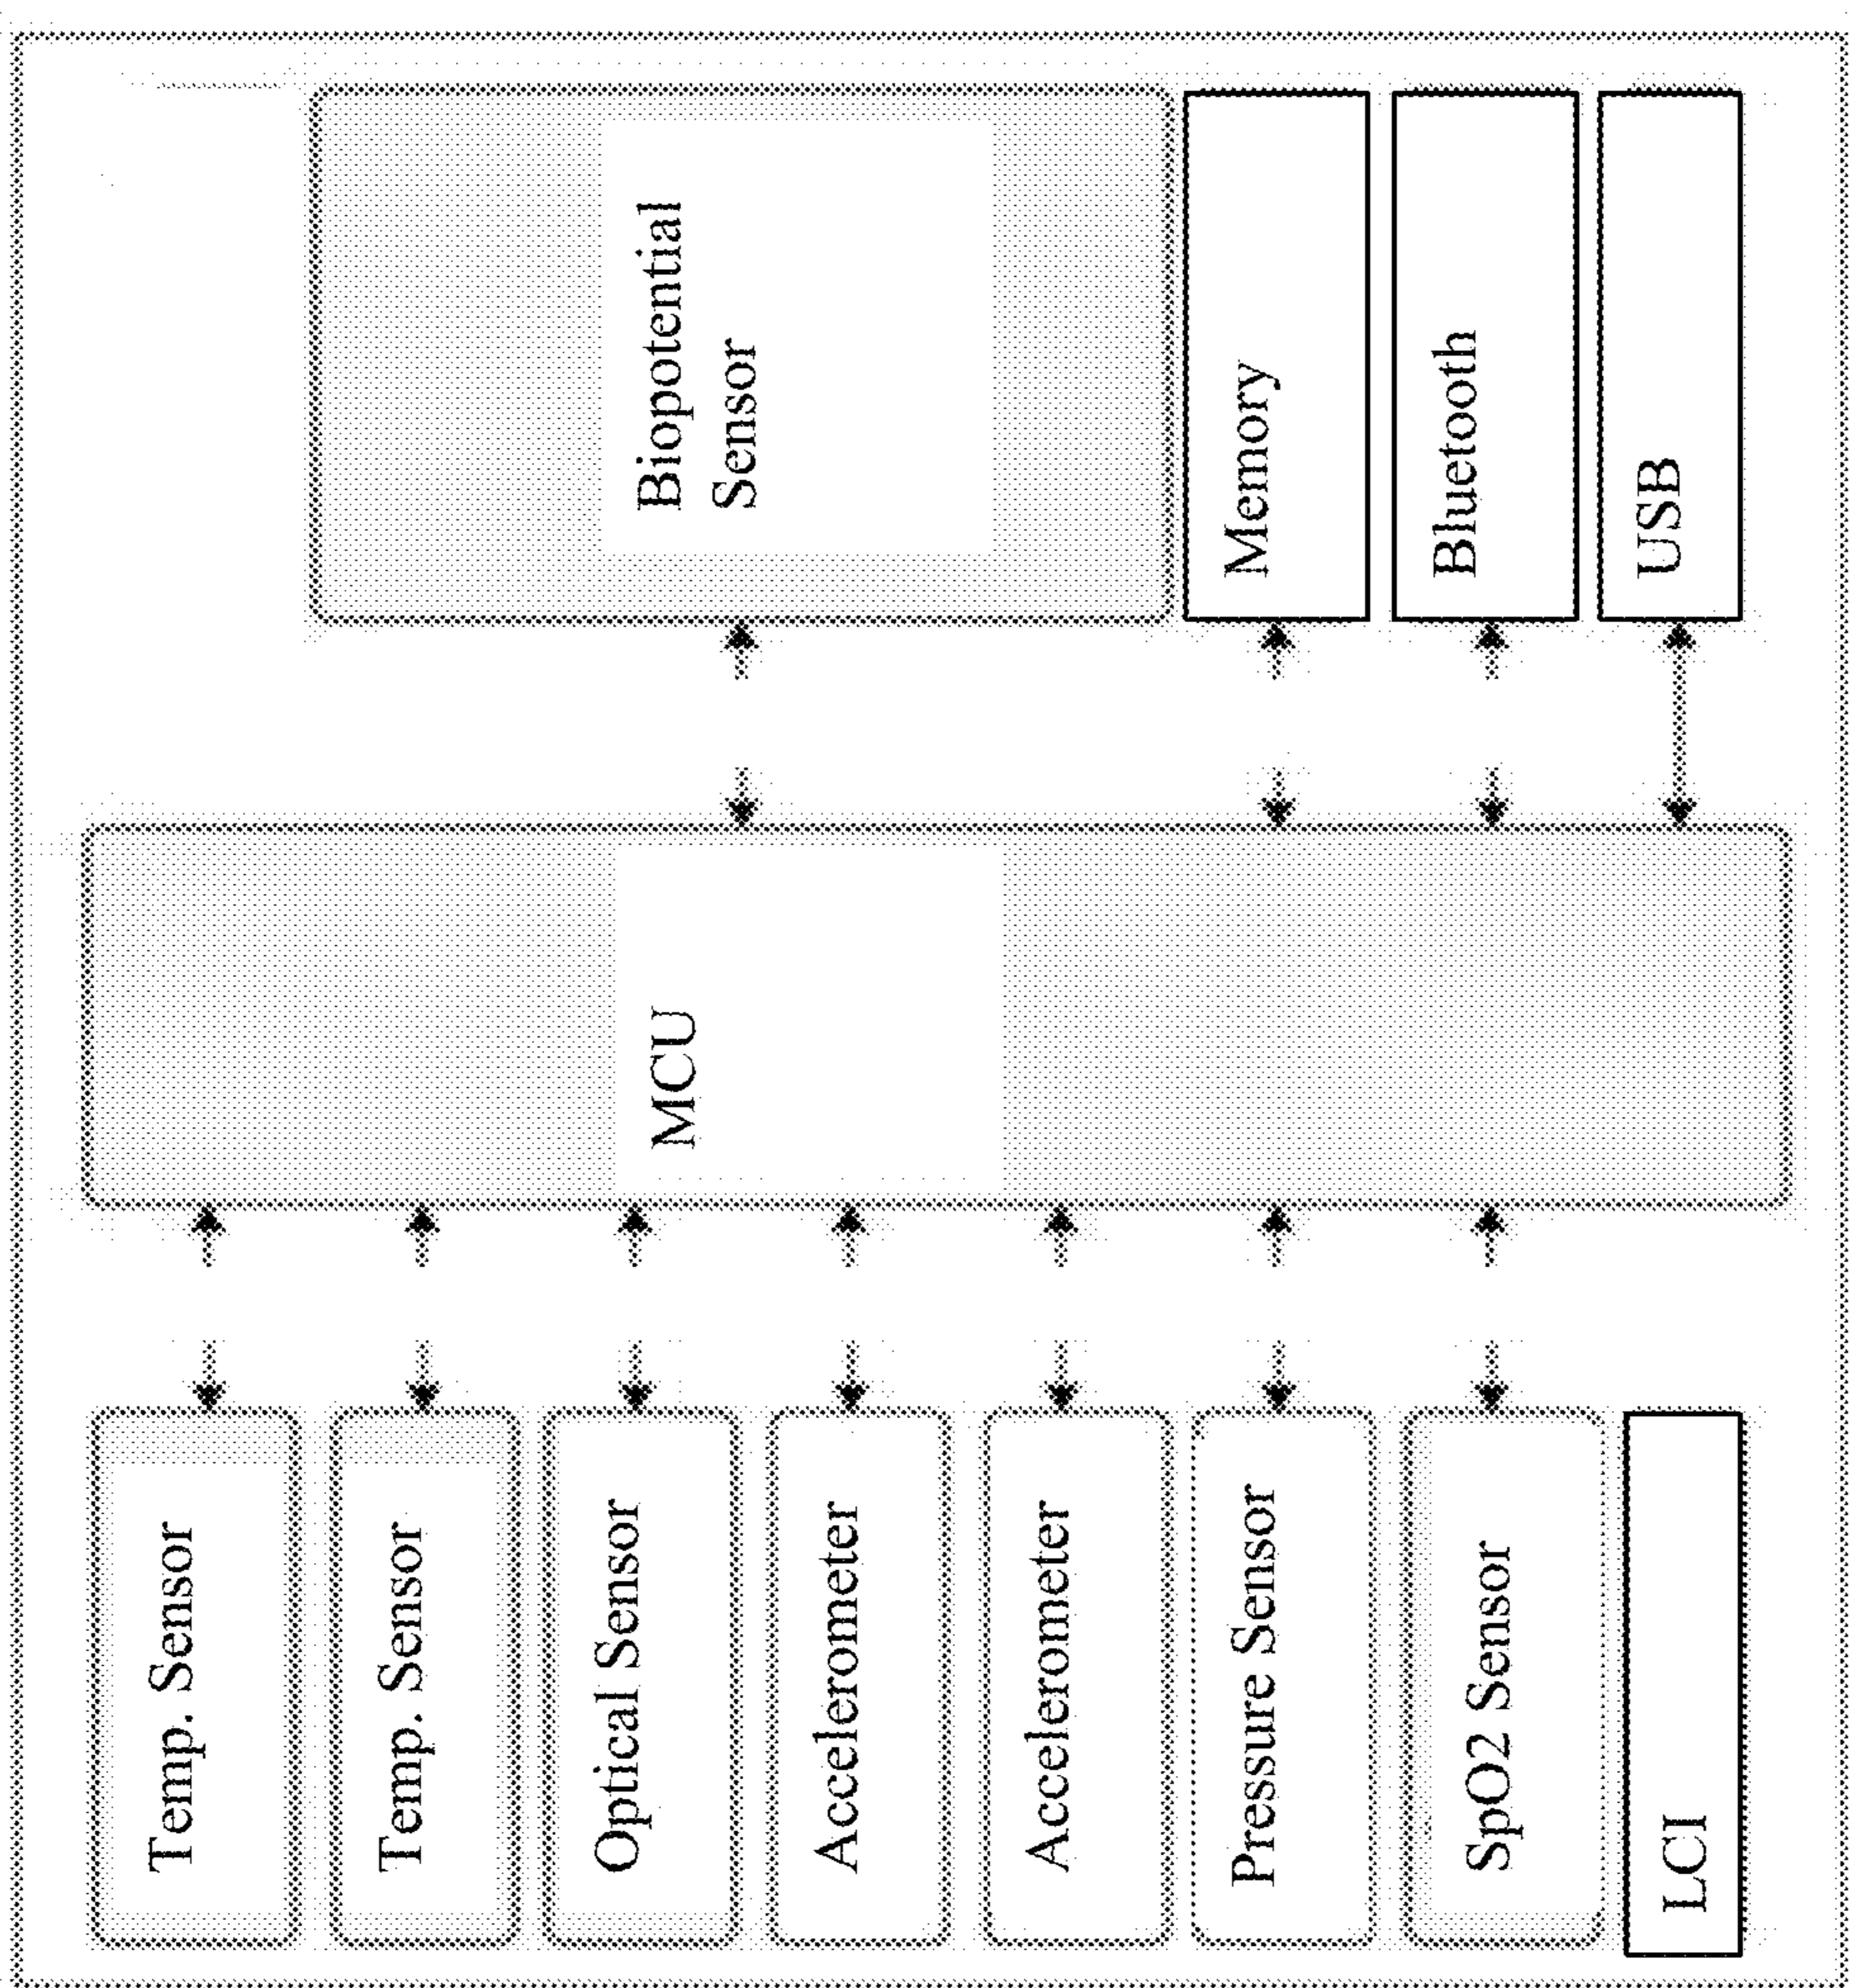 Temp. Sensor
Temp. Sensor
Optical Sensor
Accelerometer
Accelerometer
Pressure Sensor
SpO2 Sensor
LCI
MCU
Biopotential
Sensor
Memory
Bluetooth
USB